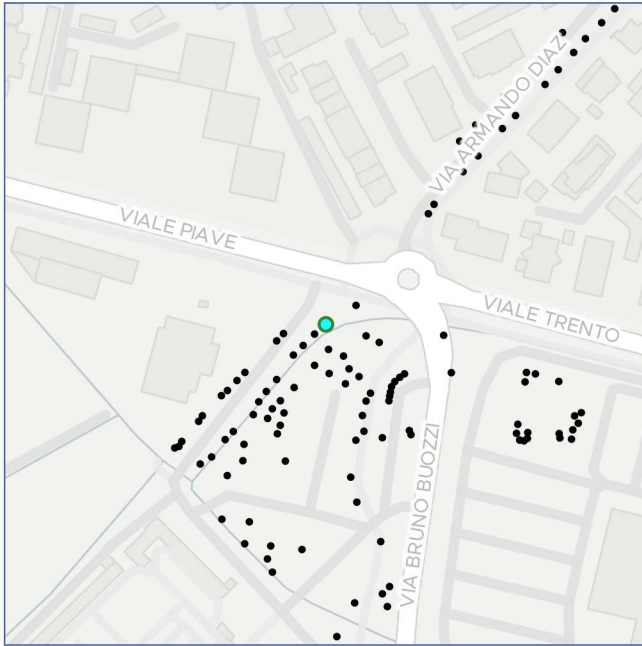 VIA ARMANDO DIAZ
VIALE PIAVE
VIALE TRENTO
VIA BRUNO BUOZZI